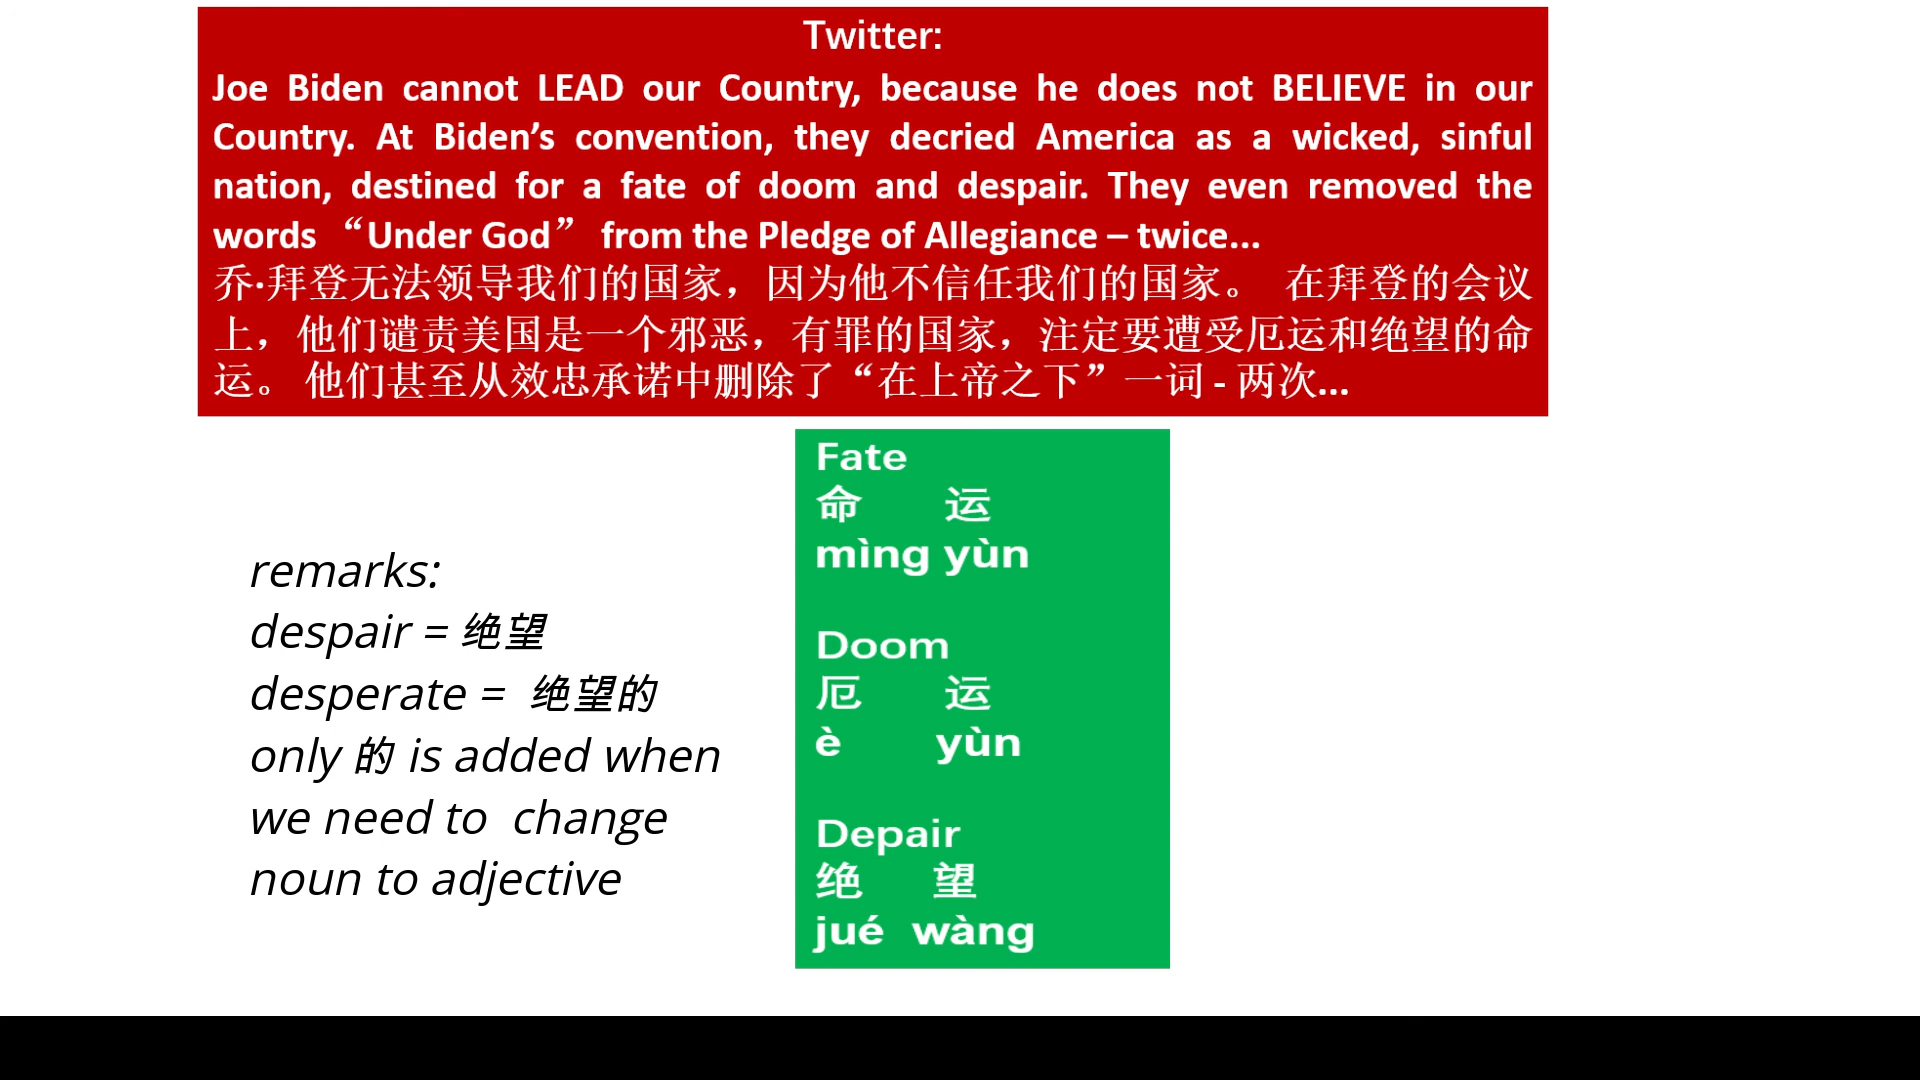 Twitter:
Joe Biden cannot LEAD our Country, because he does not BELIEVE in our
Country. At Biden’s convention, they decried America as a wicked, sinful
nation, destined for a fate of doom and despair. They even removed the
words “Under God” from the Pledge of Allegiance – twice...
乔·拜登无法领导我们的国家，因为他不信任我们的国家。 在拜登的会议
上，他们谴责美国是一个邪恶，有罪的国家，注定要遭受厄运和绝望的命
运。 他们甚至从效忠承诺中删除了“在上帝之下”一词 - 两次...
remarks:
despair = 绝望
desperate = 绝望的
only 的 is added when
we need to change
noun to adjective
Fate
命 运
mìng yùn
Doom
厄 运
è yùn
Depair
绝 望
jué wàng